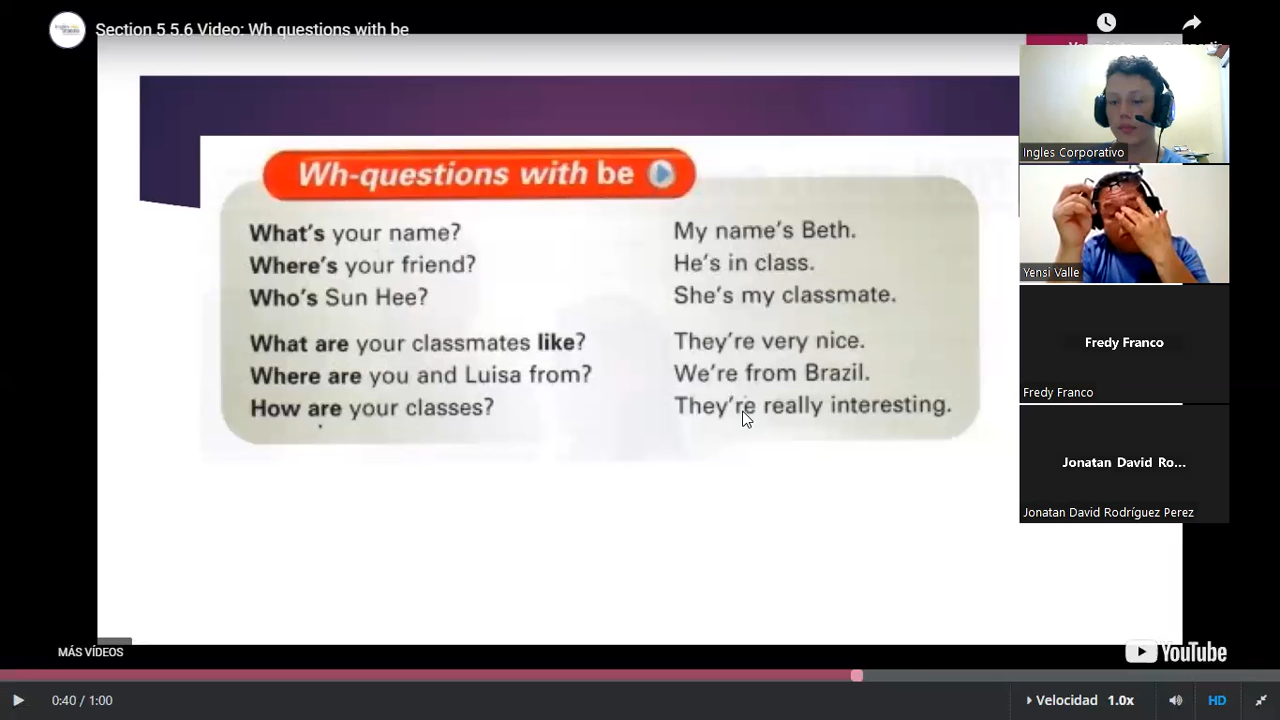 Section 5 5.6 Video: Wh questions with be
Wh-questions with be
What's your name? My name's Beth.
Where's your friend? He's in class.
Who's Sun Hee? She's my classmate.
What are your classmates like? They're very nice.
Where are you and Luisa from? We're from Brazil.
How are your classes? They're really interesting.
Ingles Corporativo
Yensi Valle
Fredy Franco
Fredy Franco
Jonatan David Ro...
Jonatan David Rodríguez Perez
MÁS VÍDEOS
YouTube
0:40 / 1:00
Velocidad 1.0x
HD